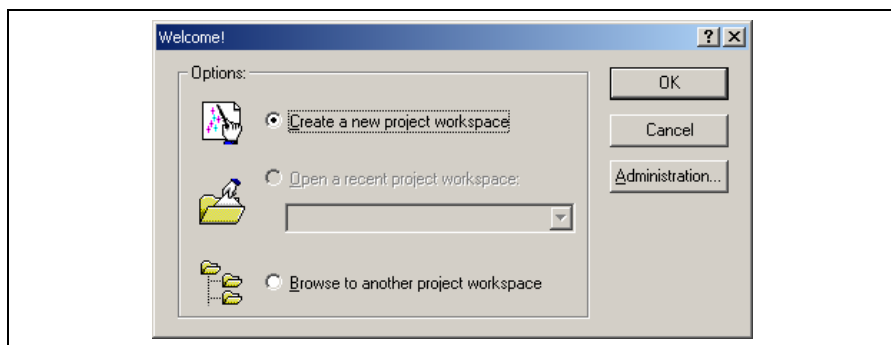 Welcome!
Options:
Create a new project workspace
Open a recent project workspace:
Browse to another project workspace
OK
Cancel
Administration...